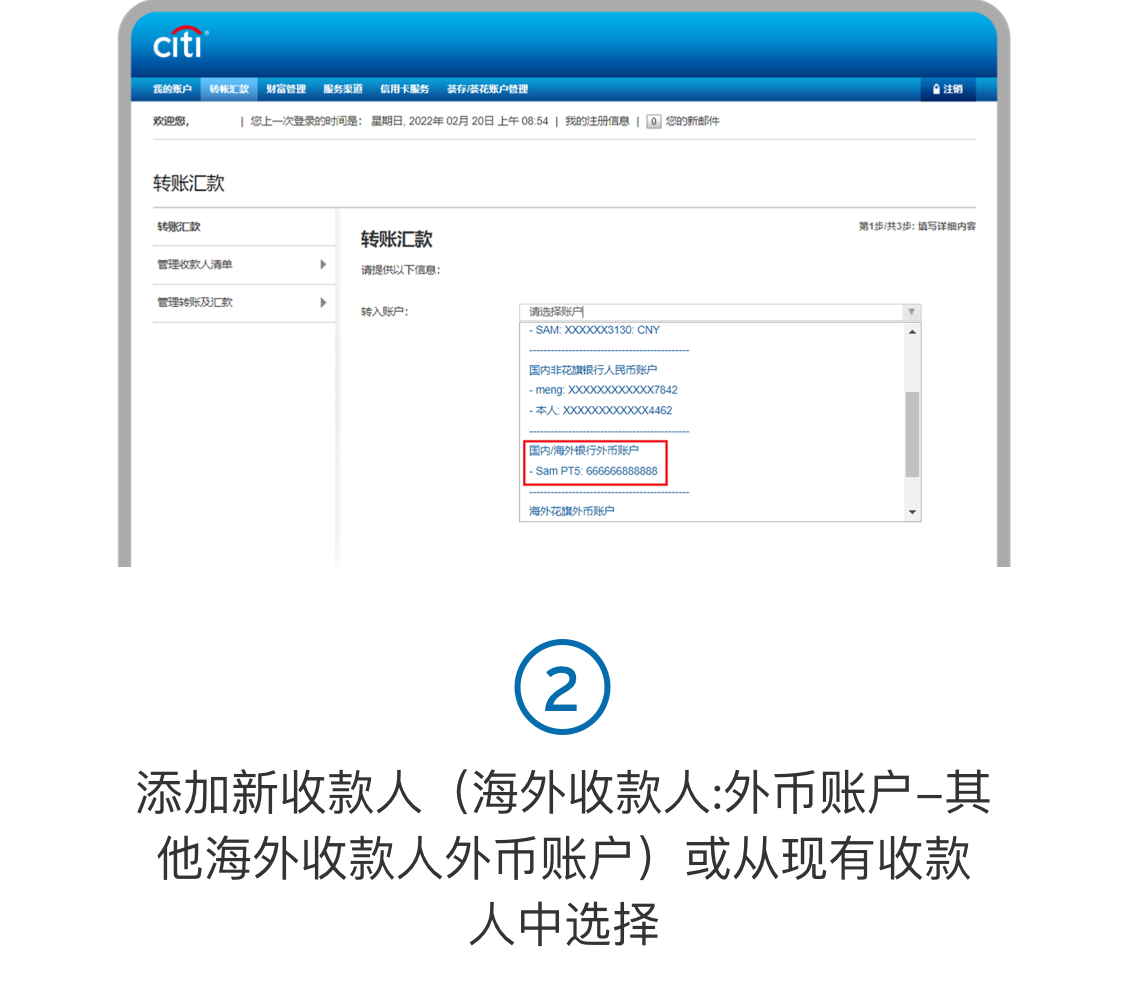 citi
我的账户 转帐汇款 财富管理 服务渠道 信用卡服务 荟存/荟花账户管理 注销
欢迎您, | 您上一次登录的时间是: 星期日, 2022年 02月 20日 上午 08:54 | 我的注册信息 | 0 您的新邮件
转账汇款
转账汇款
管理收款人清单
管理转账及汇款
第1步/共3步: 填写详细内容
转账汇款
请提供以下信息:
转入账户:
请选择账户
- SAM: XXXXXX3130: CNY
----------------------------------------
国内非花旗银行人民币账户
- meng: XXXXXXXXXXXX7842
- 本人: XXXXXXXXXXXX4462
----------------------------------------
国内/海外银行外币账户
- Sam PT5: 666666888888
----------------------------------------
海外花旗外币账户
2
添加新收款人（海外收款人:外币账户–其
他海外收款人外币账户）或从现有收款
人中选择